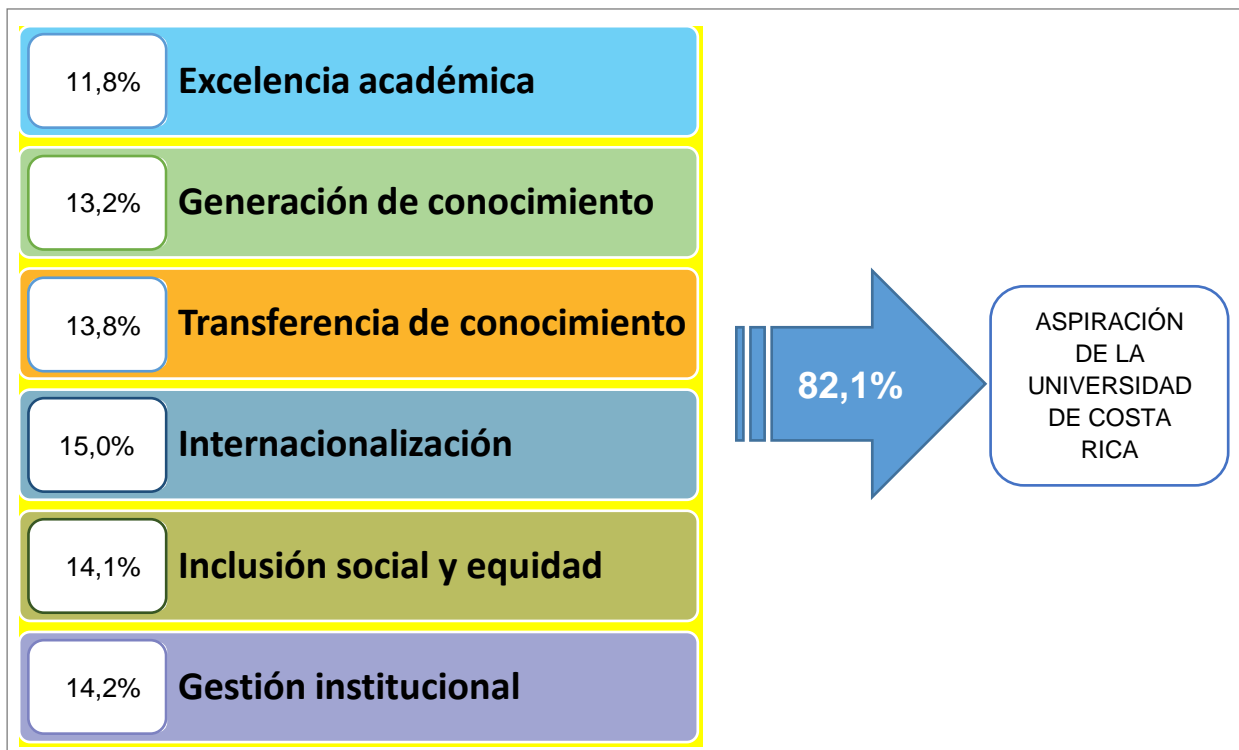 11,8%
Excelencia académica
13,2%
Generación de conocimiento
13,8%
Transferencia de conocimiento
15,0%
Internacionalización
14,1%
Inclusión social y equidad
14,2%
Gestión institucional
82,1%
ASPIRACIÓN
DE LA
UNIVERSIDAD
DE COSTA
RICA